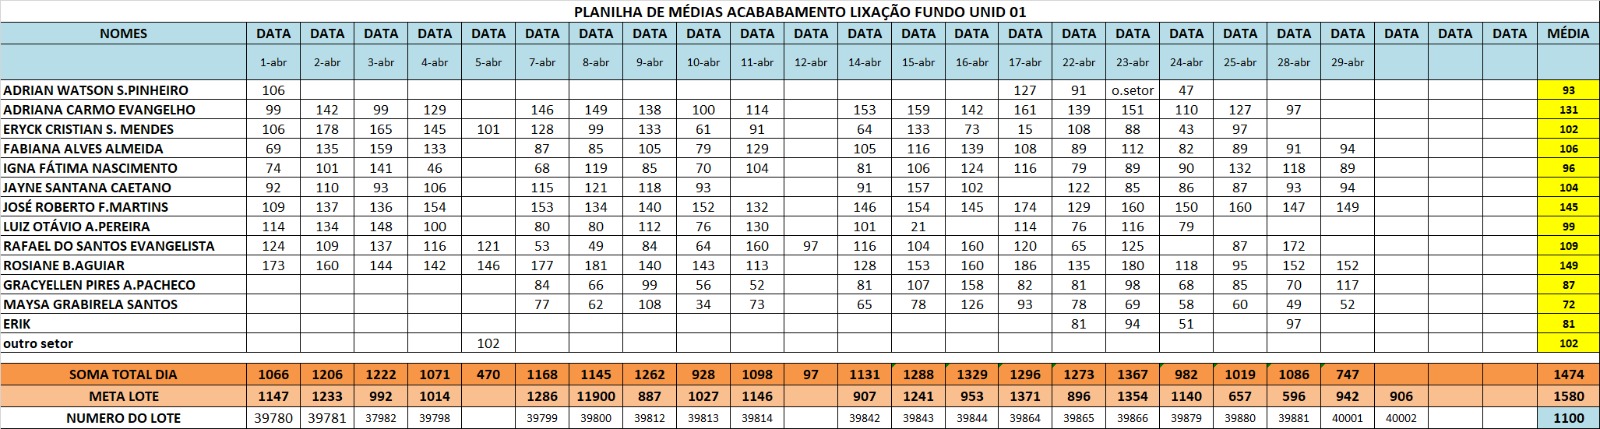 PLANILHA DE MÉDIAS ACABABAMENTO LIXAÇÃO FUNDO UNID 01
NOMES DATA DATA DATA DATA DATA DATA DATA DATA DATA DATA DATA DATA DATA DATA DATA DATA DATA DATA DATA DATA DATA DATA DATA DATA MÉDIA
1-abr 2-abr 3-abr 4-abr 5-abr 7-abr 8-abr 9-abr 10-abr 11-abr 12-abr 14-abr 15-abr 16-abr 17-abr 22-abr 23-abr 24-abr 25-abr 28-abr 29-abr
ADRIAN WATSON S.PINHEIRO 106 127 91 o.setor 47 93
ADRIANA CARMO EVANGELHO 99 142 99 129 146 149 138 100 114 153 159 142 161 139 151 110 127 97 131
ERYCK CRISTIAN S. MENDES 106 178 165 145 101 128 99 133 61 91 64 133 73 15 108 88 43 97 102
FABIANA ALVES ALMEIDA 69 135 159 133 87 85 105 79 129 105 116 139 108 89 112 82 89 91 94 106
IGNA FÁTIMA NASCIMENTO 74 101 141 46 68 119 85 70 104 81 106 124 116 79 89 90 132 118 89 96
JAYNE SANTANA CAETANO 92 110 93 106 115 121 118 93 91 157 102 122 85 86 87 93 94 104
JOSÉ ROBERTO F.MARTINS 109 137 136 154 153 134 140 152 132 146 154 145 174 129 160 150 160 147 149 145
LUIZ OTÁVIO A.PEREIRA 114 134 148 100 80 80 112 76 130 101 21 114 76 116 79 99
RAFAEL DO SANTOS EVANGELISTA 124 109 137 116 121 53 49 84 64 160 97 116 104 160 120 65 125 87 172 109
ROSIANE B.AGUIAR 173 160 144 142 146 177 181 140 143 113 128 153 160 186 135 180 118 95 152 152 149
GRACYELLEN PIRES A.PACHECO 84 66 99 56 52 81 107 158 82 81 98 68 85 70 117 87
MAYSA GRABIRELA SANTOS 77 62 108 34 73 65 78 126 93 78 69 58 60 49 52 72
ERIK 81 94 51 97 81
outro setor 102 102
SOMA TOTAL DIA 1066 1206 1222 1071 470 1168 1145 1262 928 1098 97 1131 1288 1329 1296 1273 1367 982 1019 1086 747 1474
META LOTE 1147 1233 992 1014 1286 11900 887 1027 1146 907 1241 953 1371 896 1354 1140 657 596 942 906 1580
NUMERO DO LOTE 39780 39781 37982 39798 39799 39800 39812 39813 39814 39842 39843 39844 39864 39865 39866 39879 39880 39881 40001 40002 1100